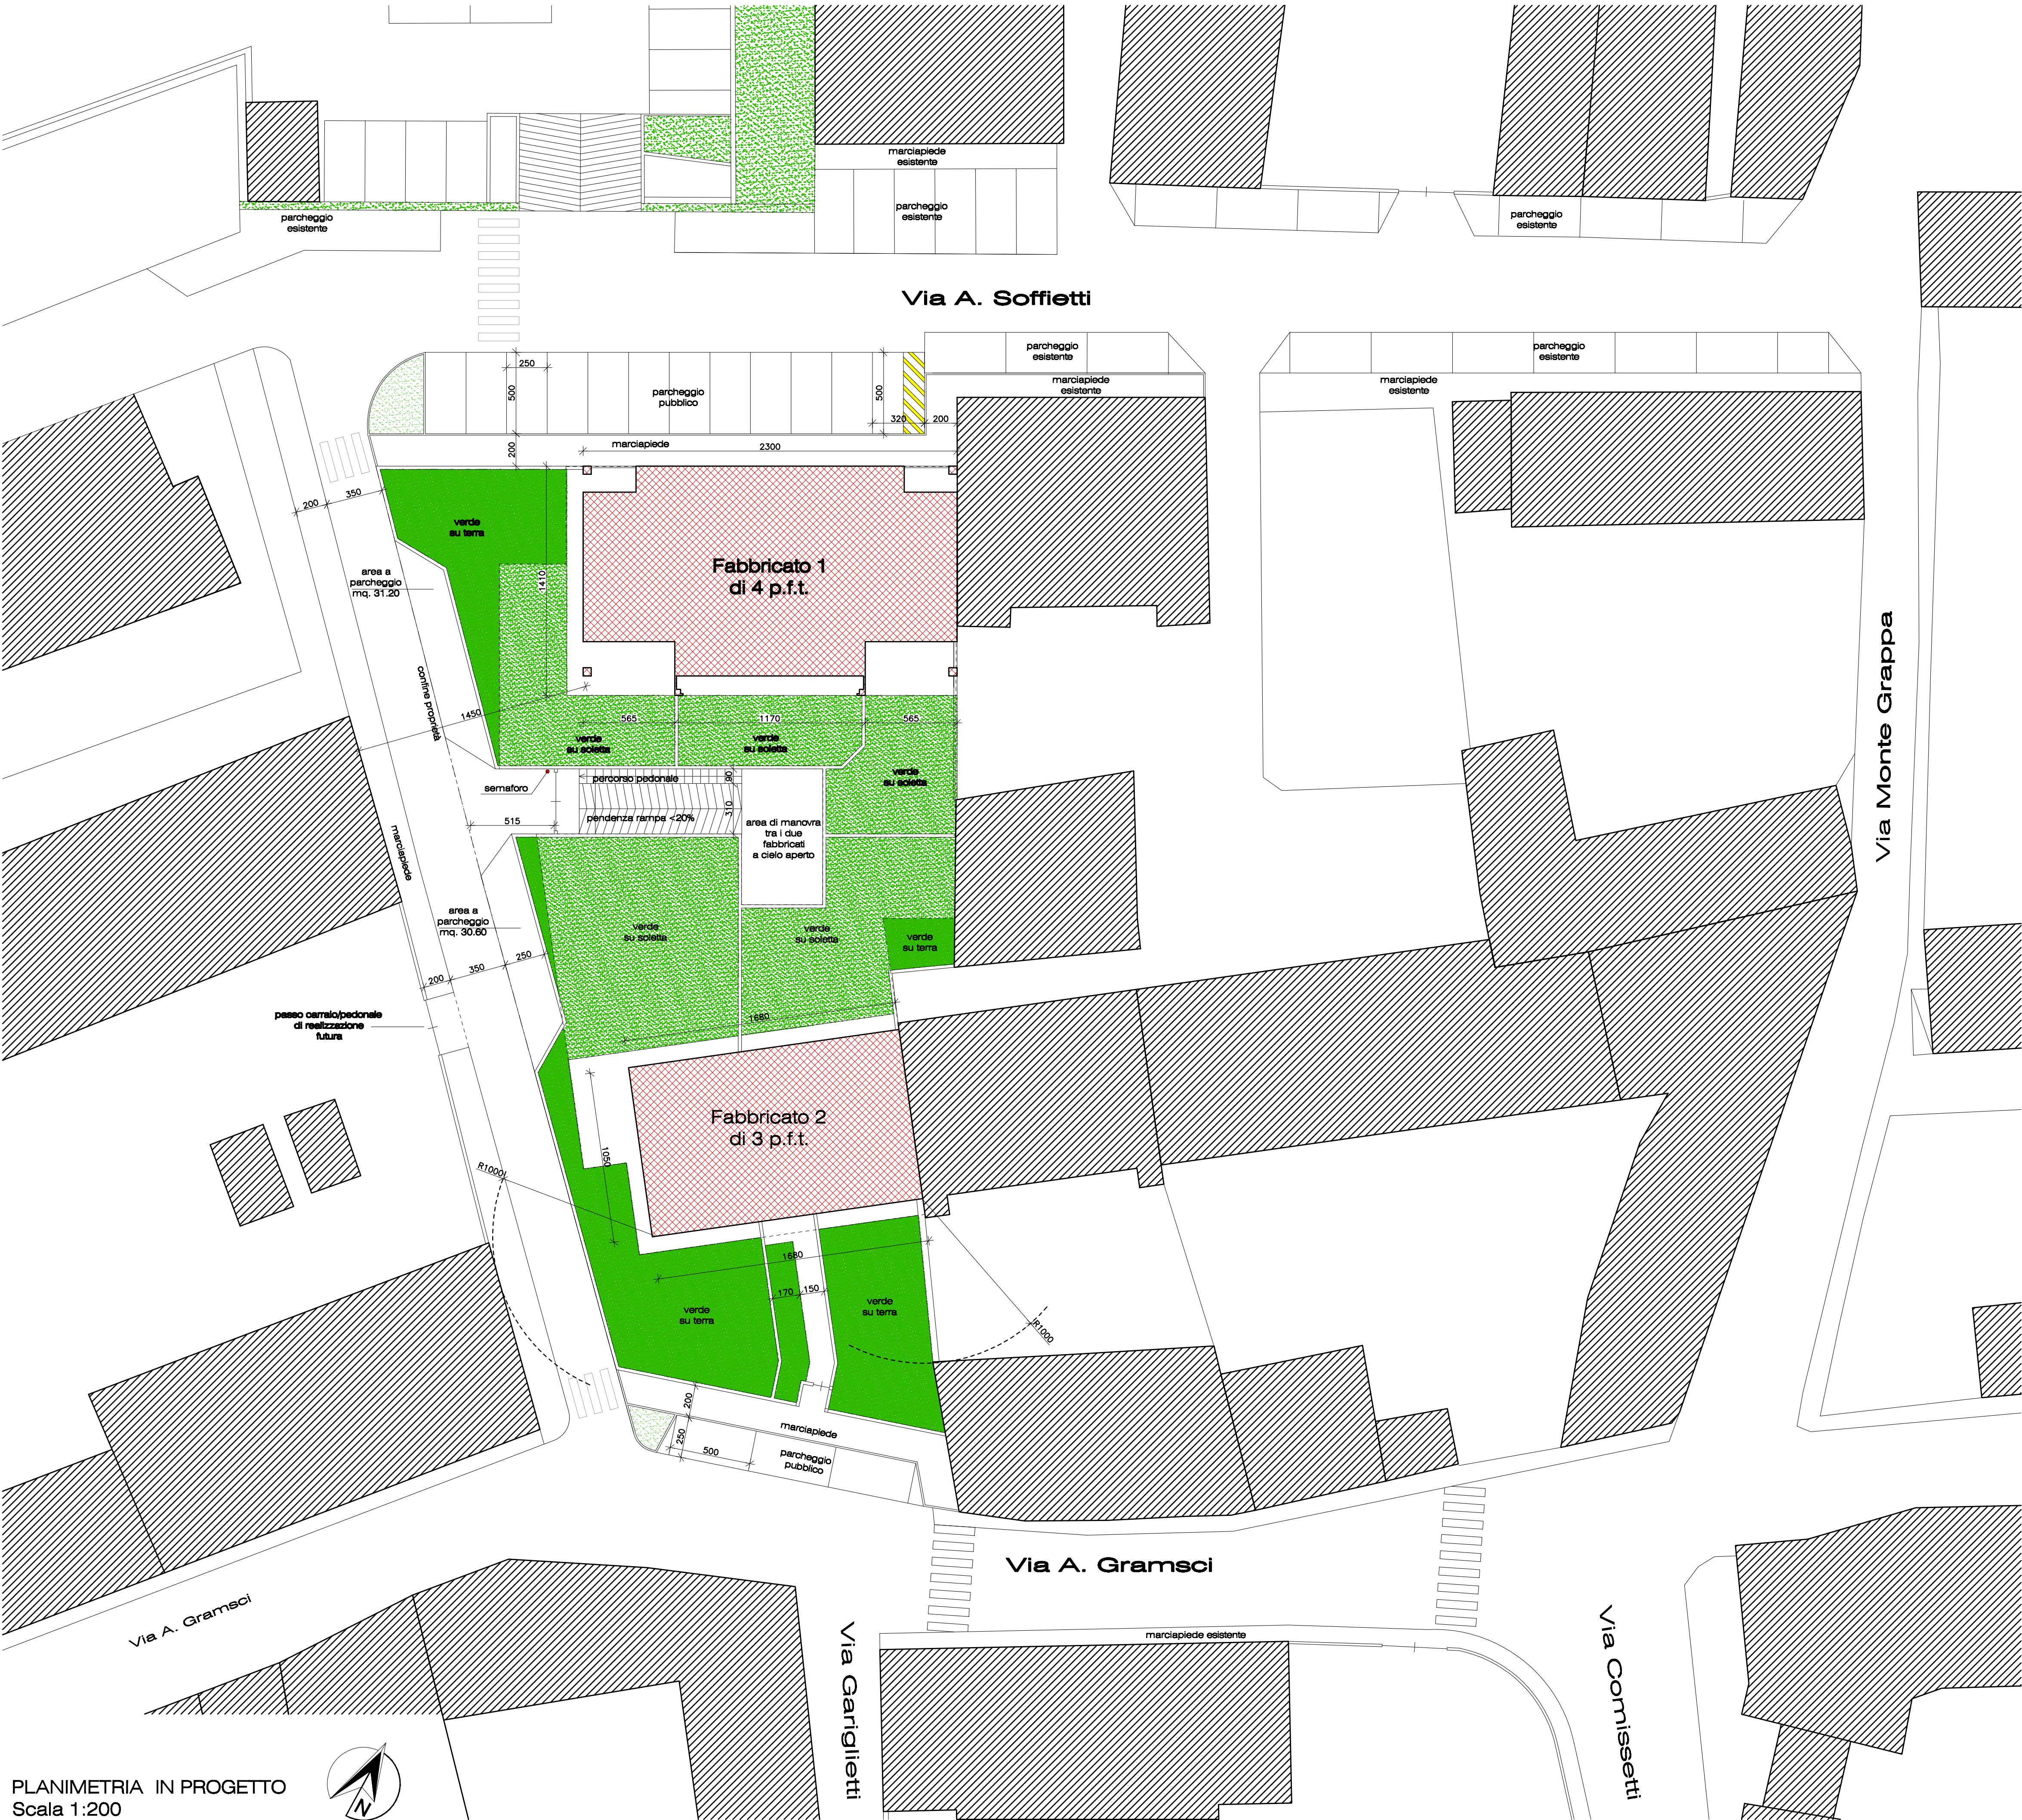 marciapiede
esistente
parcheggio
esistente
parcheggio
esistente
parcheggio
esistente
Via A. Soffietti
parcheggio
esistente
parcheggio
esistente
marciapiede
esistente
marciapiede
esistente
250
500
parcheggio
pubblico
500
320
200
marciapiede
200
2300
200
350
verde
su terra
Fabbricato 1
di 4 p.f.t.
area a
parcheggio
mq. 31.20
1410
confine proprietà
1450
565
1170
565
verde
su soletta
verde
su soletta
verde
su soletta
semaforo
percorso pedonale
90
310
pendenza rampa <20%
515
area di manovra
tra i due
fabbricati
a cielo aperto
marciapiede
Via Monte Grappa
area a
parcheggio
mq. 30.60
verde
su soletta
verde
su soletta
verde
su terra
200
350
250
passo carraio/pedonale
di realizzazione
futura
1680
Fabbricato 2
di 3 p.f.t.
1050
R1000
1680
170
150
verde
su terra
verde
su terra
R1000
200
marciapiede
250
500
parcheggio
pubblico
Via A. Gramsci
Via A. Gramsci
marciapiede esistente
Via Gariglietti
Via Comissetti
PLANIMETRIA IN PROGETTO
Scala 1:200
N